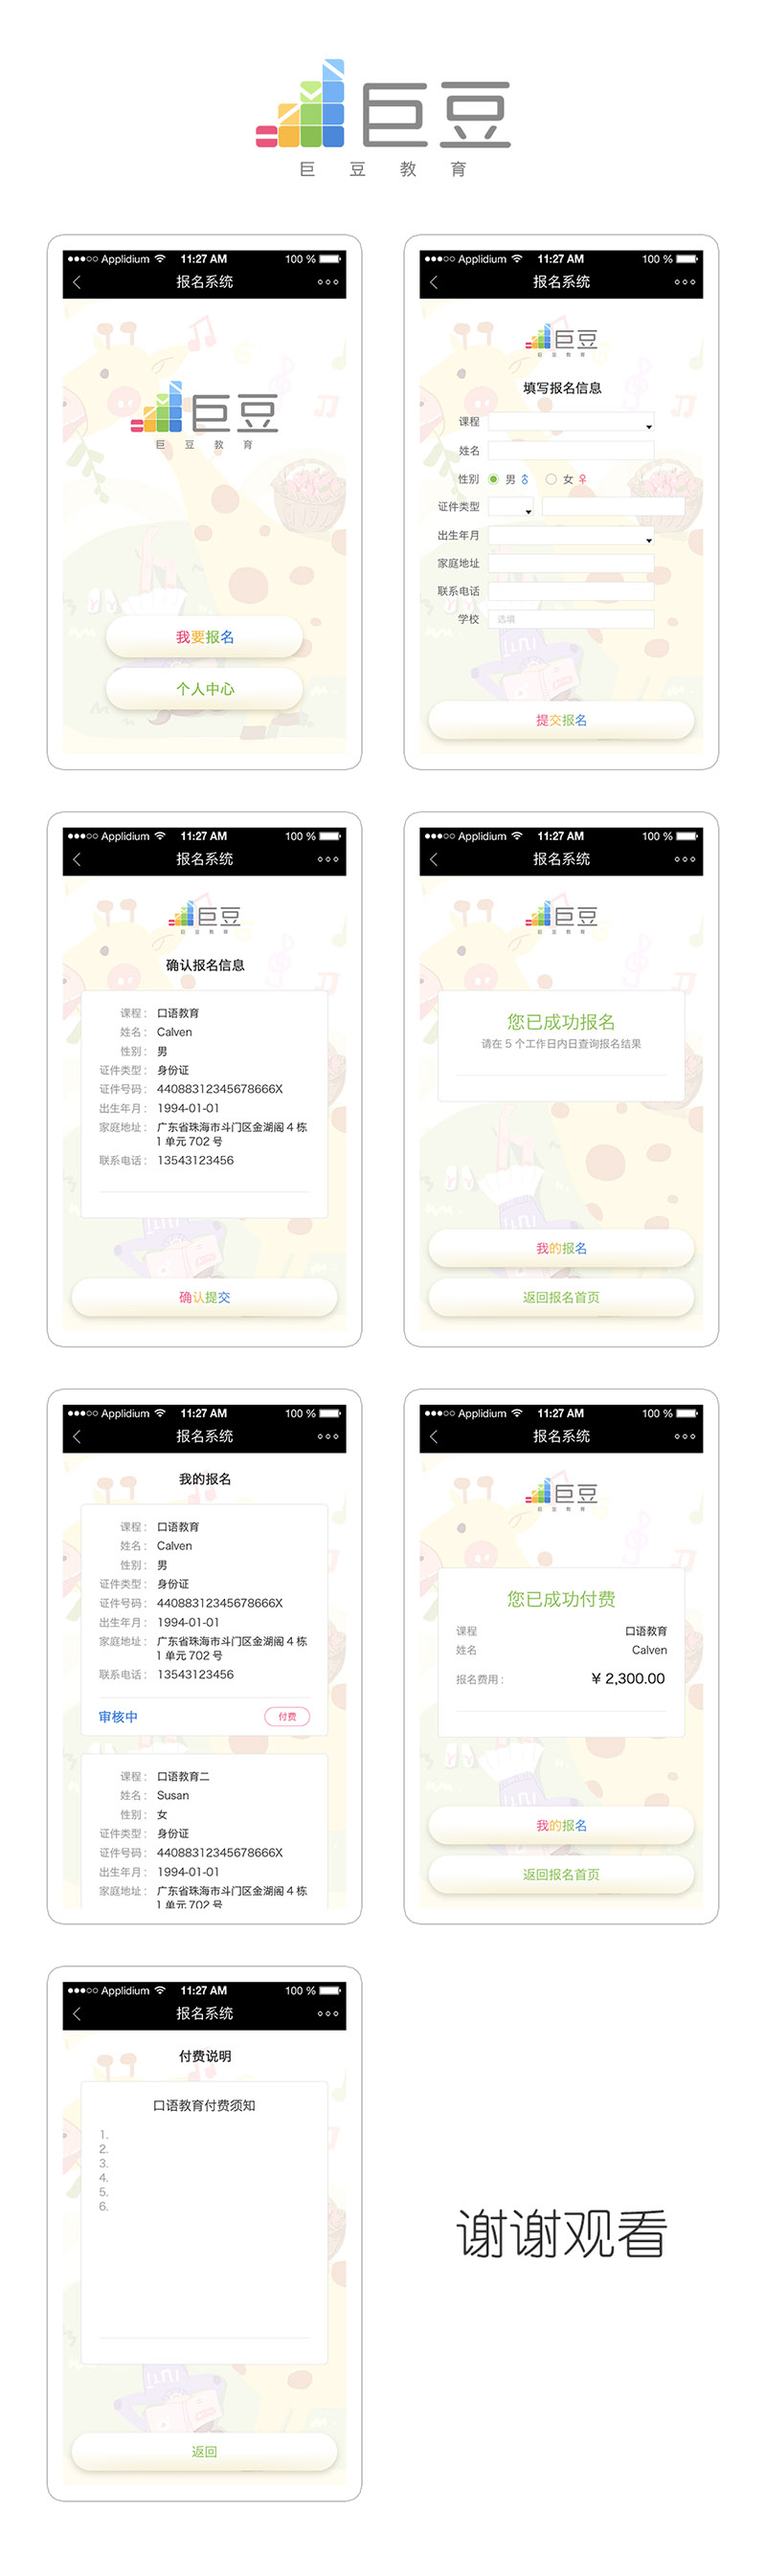 巨豆
巨豆教育
Applidium 11:27 AM 100 %
报名系统
巨豆
巨豆教育
我要报名
个人中心
Applidium 11:27 AM 100 %
报名系统
巨豆
巨豆教育
填写报名信息
课程
姓名
性别 男 女
证件类型
出生年月
家庭地址
联系电话
学校 选填
提交报名
Applidium 11:27 AM 100 %
报名系统
巨豆
巨豆教育
确认报名信息
课程： 口语教育
姓名： Calven
性别： 男
证件类型： 身份证
证件号码： 44088312345678666X
出生年月： 1994-01-01
家庭地址： 广东省珠海市斗门区金湖阁 4 栋
1 单元 702 号
联系电话： 13543123456
确认提交
Applidium 11:27 AM 100 %
报名系统
巨豆
巨豆教育
您已成功报名
请在 5 个工作日内日查询报名结果
我的报名
返回报名首页
Applidium 11:27 AM 100 %
报名系统
我的报名
课程： 口语教育
姓名： Calven
性别： 男
证件类型： 身份证
证件号码： 44088312345678666X
出生年月： 1994-01-01
家庭地址： 广东省珠海市斗门区金湖阁 4 栋
1 单元 702 号
联系电话： 13543123456
审核中 付费
课程： 口语教育二
姓名： Susan
性别： 女
证件类型： 身份证
证件号码： 44088312345678666X
出生年月： 1994-01-01
家庭地址： 广东省珠海市斗门区金湖阁 4 栋
1 单元 702 号
Applidium 11:27 AM 100 %
报名系统
巨豆
巨豆教育
您已成功付费
课程 口语教育
姓名 Calven
报名费用： ¥ 2,300.00
我的报名
返回报名首页
Applidium 11:27 AM 100 %
报名系统
付费说明
口语教育付费须知
1.
2.
3.
4.
5.
6.
返回
谢谢观看